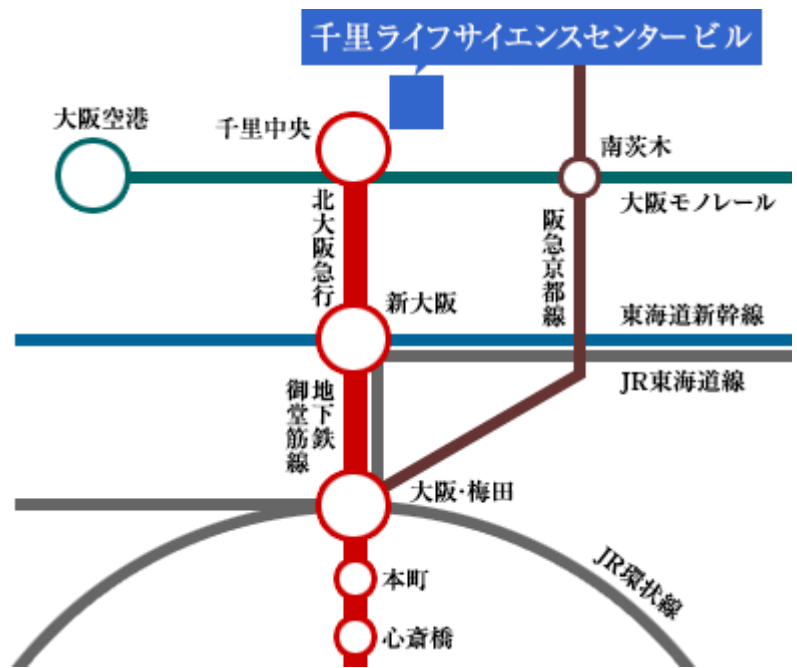 千里ライフサイエンスセンタービル
大阪空港
千里中央
南茨木
大阪モノレール
北大阪急行
阪急京都線
新大阪
東海道新幹線
JR東海道線
地下鉄
御堂筋線
大阪・梅田
JR環状線
本町
心斎橋